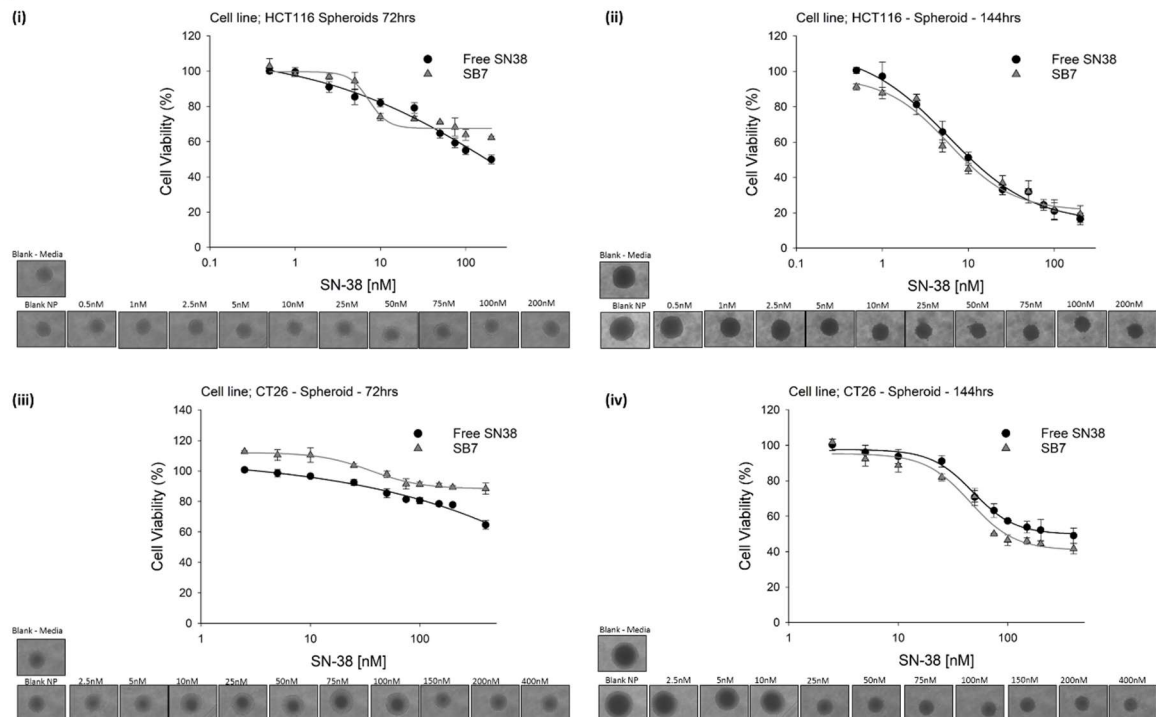 (i)
Cell line; HCT116 Spheroids 72hrs
Free SN38
SB7
120
100
80
60
40
20
0
Cell Viability (%)
0.1 1 10 100
SN-38 [nM]
Blank - Media
Blank NP 0.5nM 1nM 2.5nM 5nM 10nM 25nM 50nM 75nM 100nM 200nM
(ii)
Cell line; HCT116 - Spheroid - 144hrs
Free SN38
SB7
120
100
80
60
40
20
0
Cell Viability (%)
0.1 1 10 100
SN-38 [nM]
Blank - Media
Blank NP 0.5nM 1nM 2.5nM 5nM 10nM 25nM 50nM 75nM 100nM 200nM
(iii)
Cell line; CT26 - Spheroid - 72hrs
Free SN38
SB7
140
120
100
80
60
40
20
0
Cell Viability (%)
1 10 100
SN-38 [nM]
Blank - Media
Blank NP 2.5nM 5nM 10nM 25nM 50nM 75nM 100nM 150nM 200nM 400nM
(iv)
Cell line; CT26 - Spheroid - 144hrs
Free SN38
SB7
120
100
80
60
40
20
0
Cell Viability (%)
1 10 100
SN-38 [nM]
Blank - Media
Blank NP 2.5nM 5nM 10nM 25nM 50nM 75nM 100nM 150nM 200nM 400nM